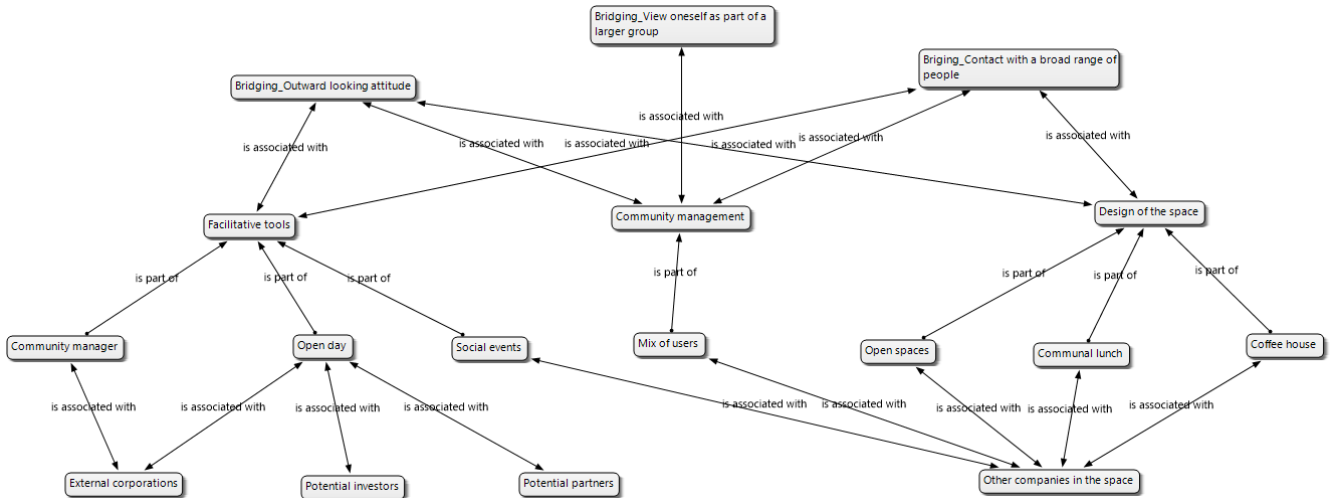 Bridging_View oneself as part of a
larger group
Briging_Contact with a broad range of
people
Bridging_Outward looking attitude
is associated with
is associated with
is associated with
is associated with
is associated with
is associated with
is associated with
Facilitative tools
Community management
Design of the space
is part of
is part of
is part of
is part of
is part of
is part of
is part of
Community manager
Open day
Social events
Mix of users
Open spaces
Communal lunch
Coffee house
is associated with
is associated with
is associated with
is associated with
is associated with
is associated with
is associated with
is associated with
is associated with
External corporations
Potential investors
Potential partners
Other companies in the space